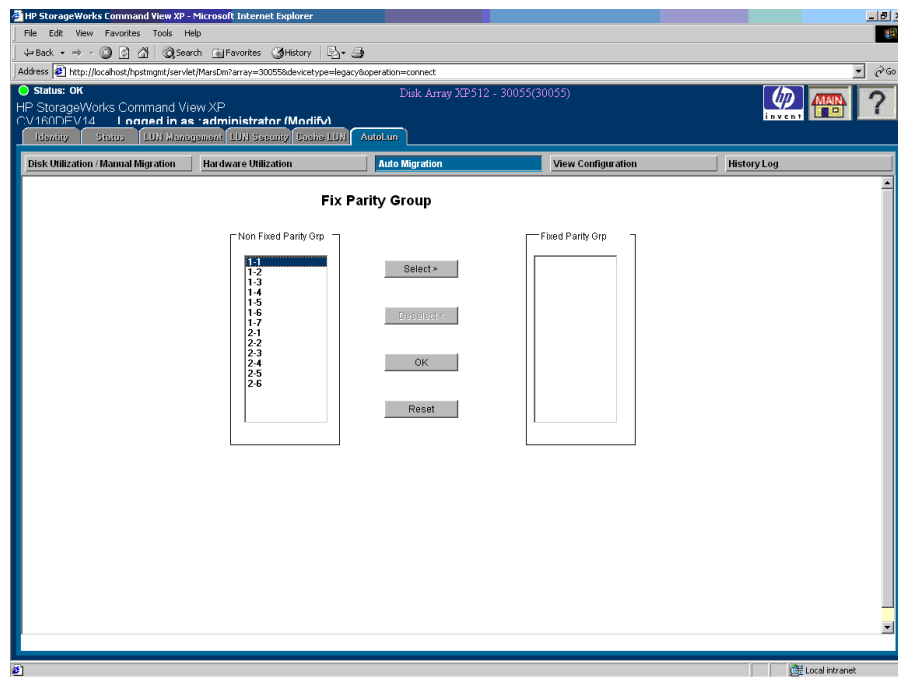 HP StorageWorks Command View XP - Microsoft Internet Explorer
File Edit View Favorites Tools Help
Back Search Favorites History
Address http://localhost/hpstmgmt/servlet/MarsDm?array=30055&devicetype=legacy&operation=connect Go
Status: OK
Disk Array XP512 - 30055(30055)
HP StorageWorks Command View XP
CV160DEV14 Logged in as :administrator (Modify)
hp
invent
MAIN
?
Identity Status LUN Management LUN Security Cache LUN AutoLun
Disk Utilization / Manual Migration Hardware Utilization Auto Migration View Configuration History Log
Fix Parity Group
Non Fixed Parity Grp
Fixed Parity Grp
1-1
1-2
1-3
1-4
1-5
1-6
1-7
2-1
2-2
2-3
2-4
2-5
2-6
Select >
Deselect <
OK
Reset
Local intranet